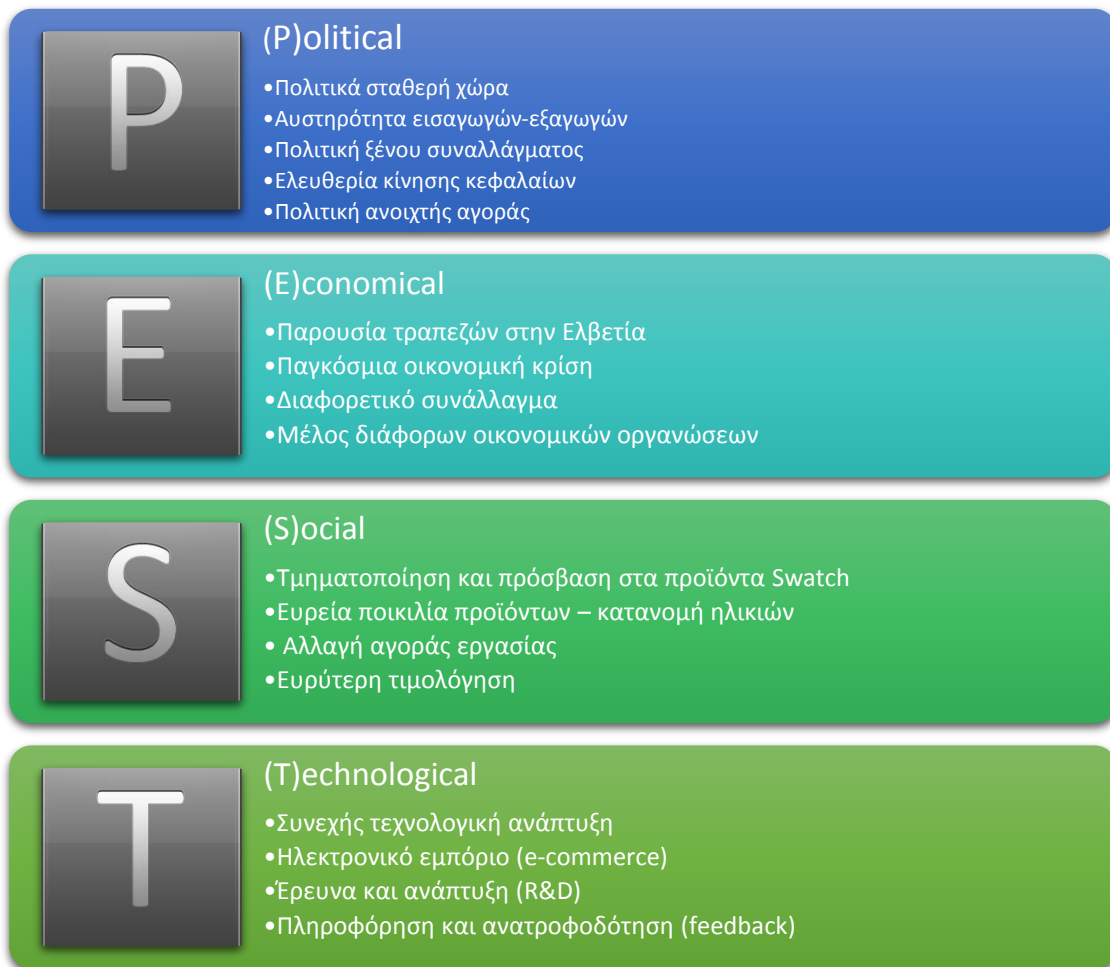 P
(P)olitical
•Πολιτικά σταθερή χώρα
•Αυστηρότητα εισαγωγών-εξαγωγών
•Πολιτική ξένου συναλλάγματος
•Ελευθερία κίνησης κεφαλαίων
•Πολιτική ανοιχτής αγοράς
E
(E)conomical
•Παρουσία τραπεζών στην Ελβετία
•Παγκόσμια οικονομική κρίση
•Διαφορετικό συνάλλαγμα
•Μέλος διάφορων οικονομικών οργανώσεων
S
(S)ocial
•Τμηματοποίηση και πρόσβαση στα προϊόντα Swatch
•Ευρεία ποικιλία προϊόντων – κατανομή ηλικιών
• Αλλαγή αγοράς εργασίας
•Ευρύτερη τιμολόγηση
T
(T)echnological
•Συνεχής τεχνολογική ανάπτυξη
•Ηλεκτρονικό εμπόριο (e-commerce)
•Έρευνα και ανάπτυξη (R&D)
•Πληροφόρηση και ανατροφοδότηση (feedback)